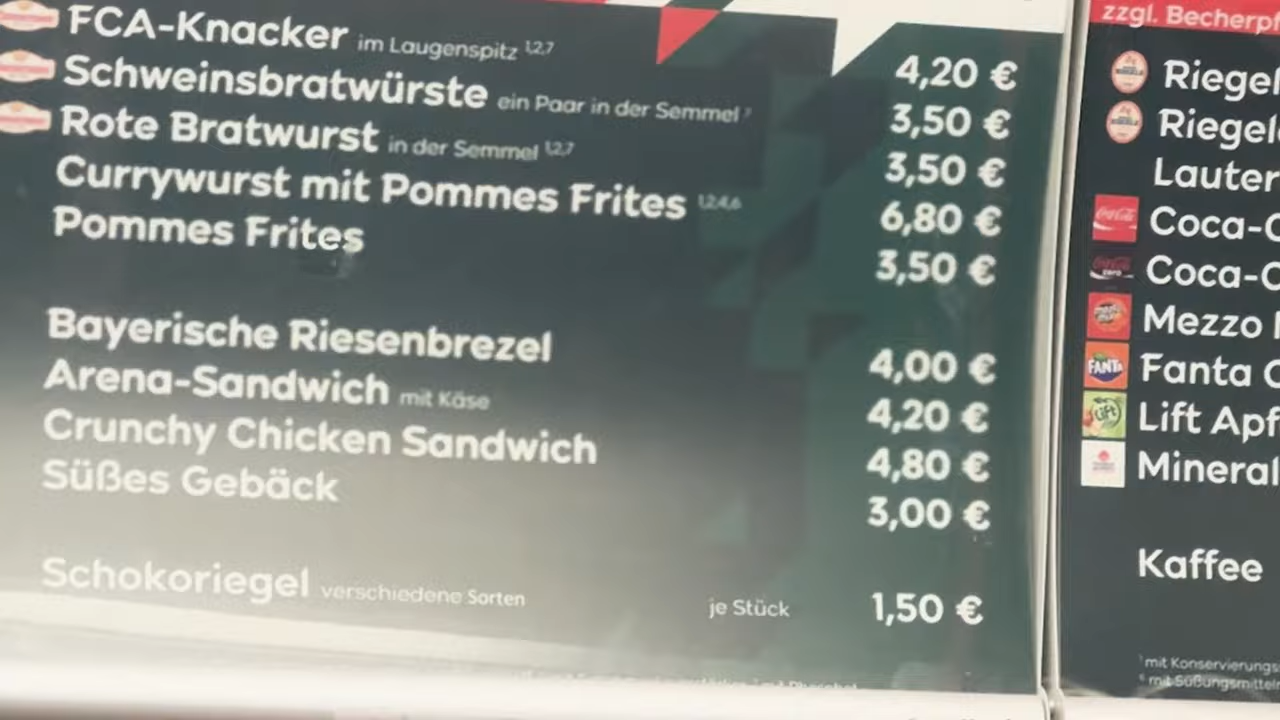 FCA-Knacker im Laugenspitz 1,2,7 4,20 €
Schweinsbratwürste ein Paar in der Semmel 7 3,50 €
Rote Bratwurst in der Semmel 1,2,7 3,50 €
Currywurst mit Pommes Frites 1,2,4,6 6,80 €
Pommes Frites 3,50 €
Bayerische Riesenbrezel 4,00 €
Arena-Sandwich mit Käse 4,20 €
Crunchy Chicken Sandwich 4,80 €
Süßes Gebäck 3,00 €
Schokoriegel verschiedene Sorten je Stück 1,50 €
zzgl. Becherpf
Riegel
Riegel
Lauter
Coca-C
Coca-C
Mezzo
Fanta
Lift Apf
Mineral
Kaffee
1 mit Konservierungs
6 mit Süßungsmitteln